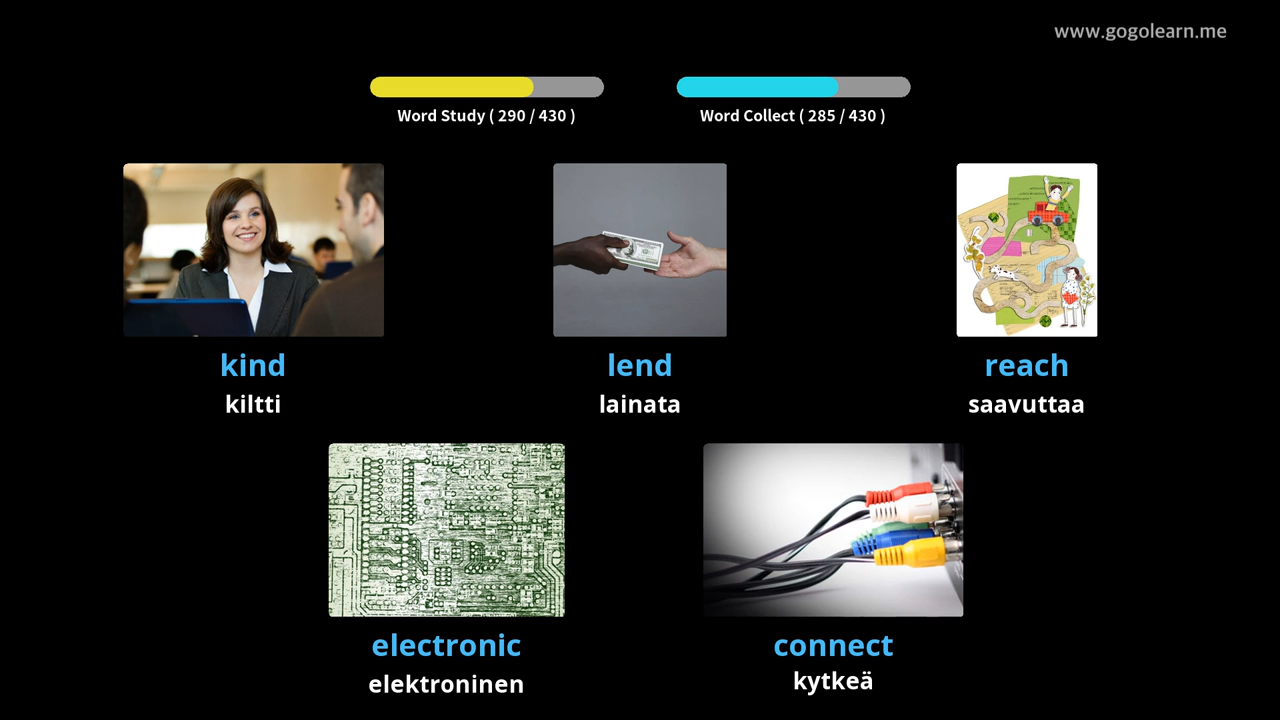 www.gogolearn.me
Word Study ( 290 / 430 )
Word Collect ( 285 / 430 )
kind
kiltti
lend
lainata
reach
saavuttaa
electronic
elektroninen
connect
kytkeä